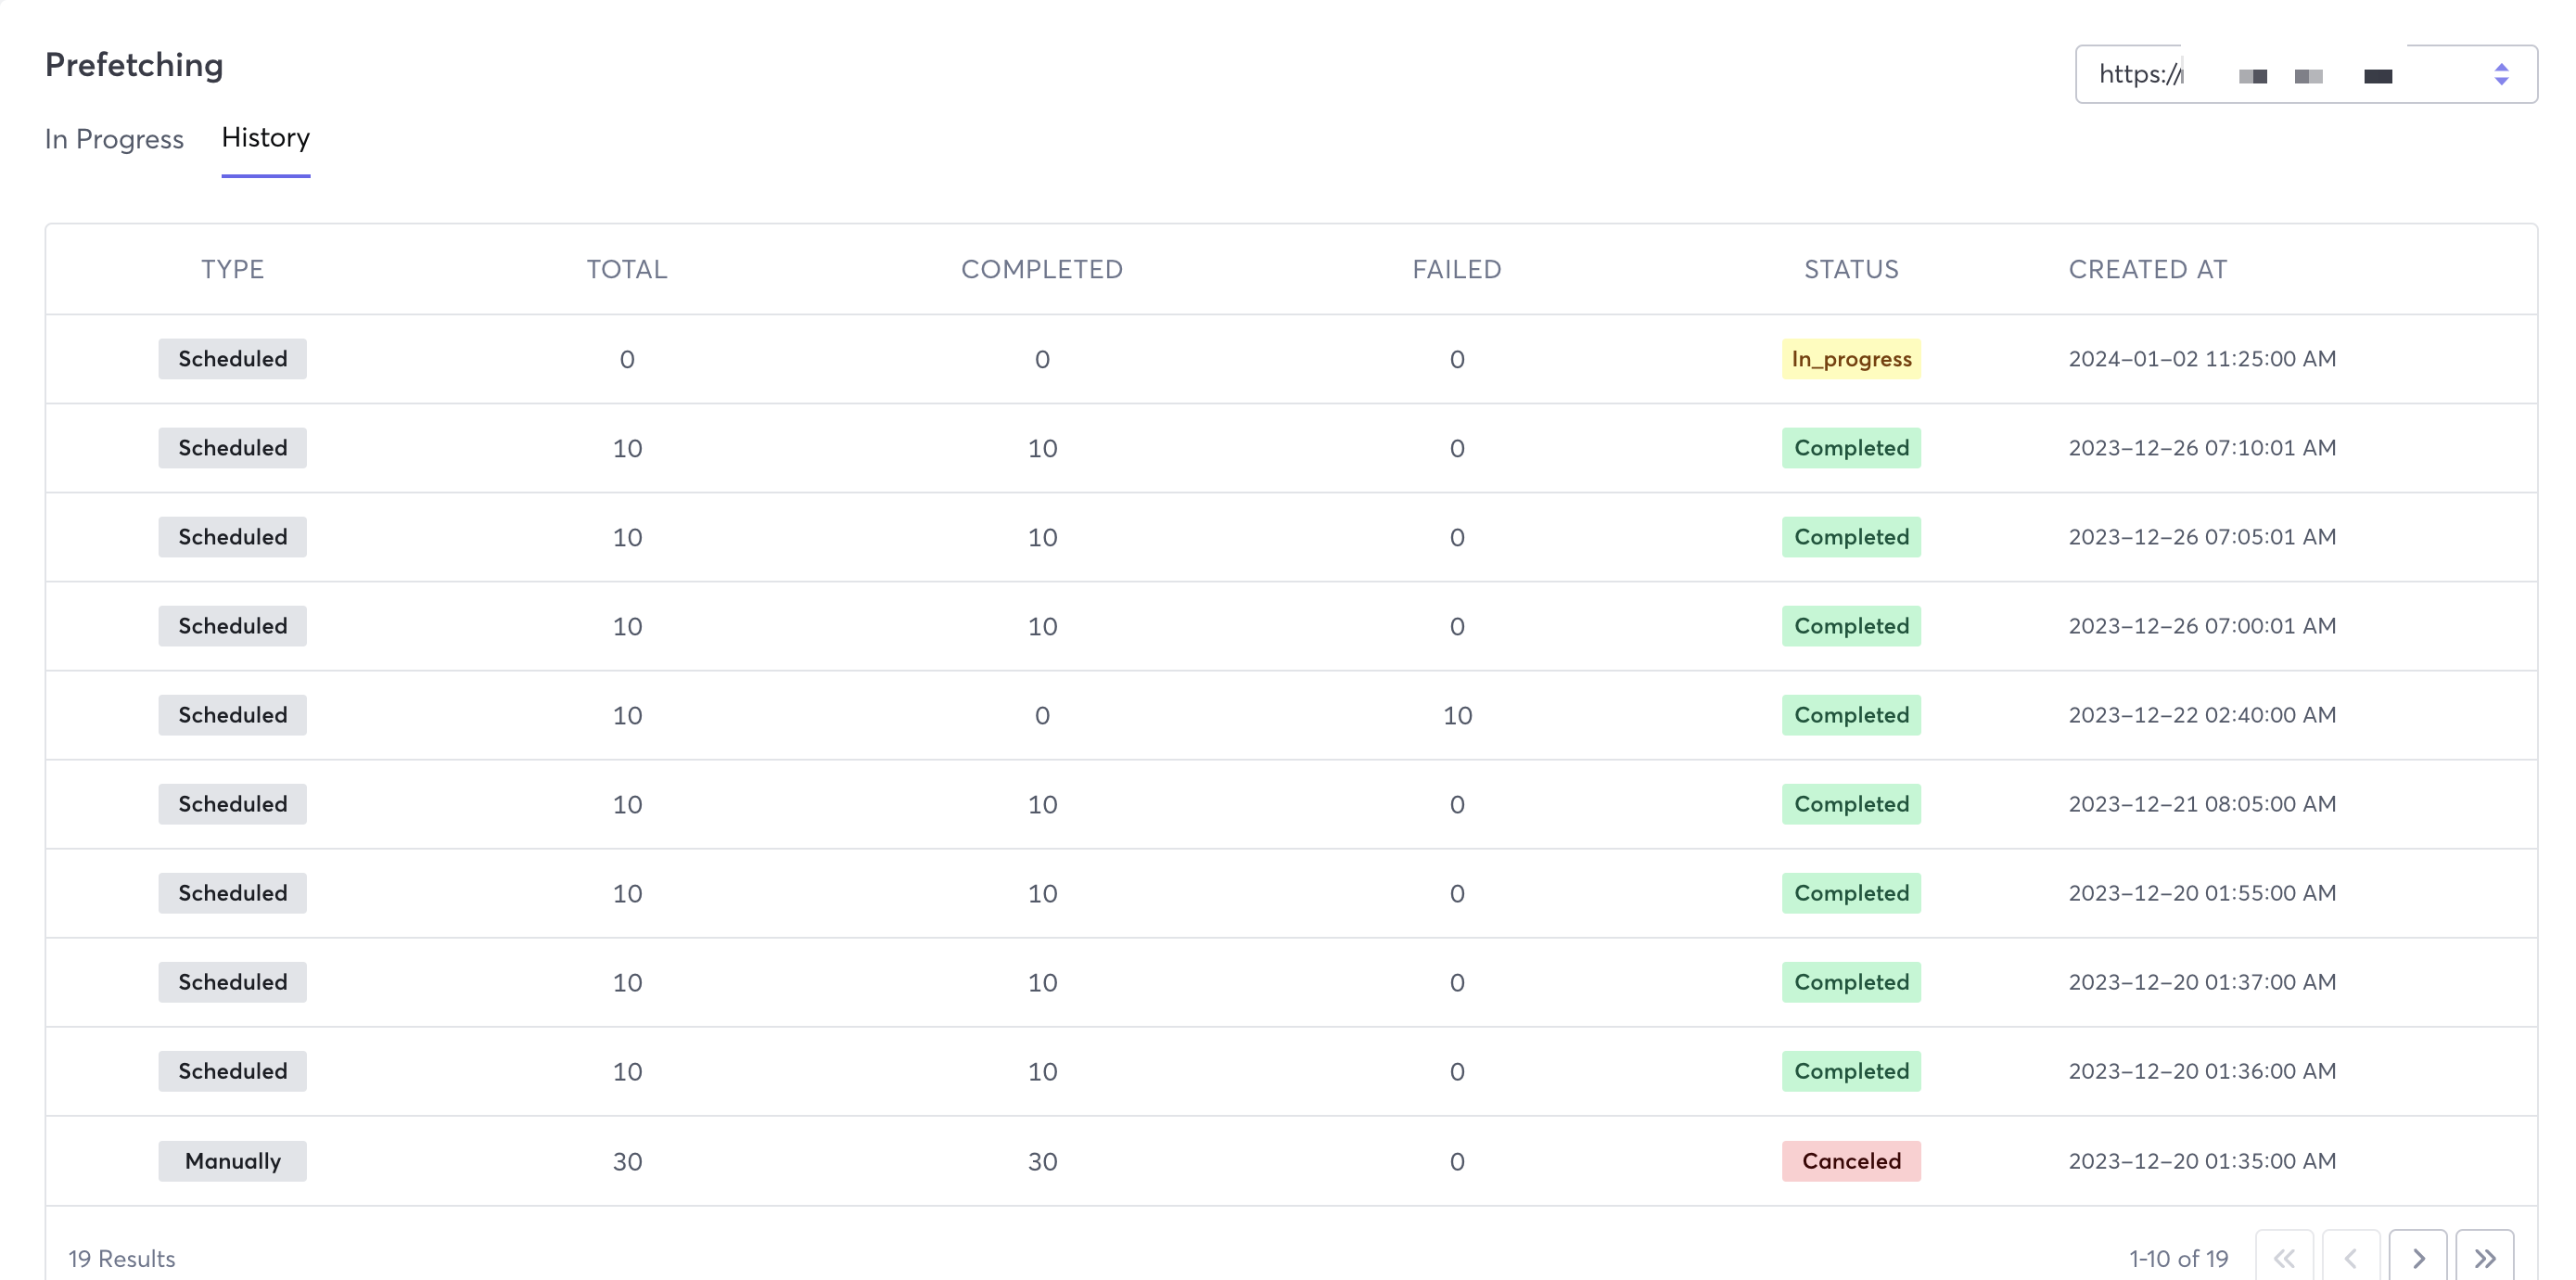 Prefetching
https://
In Progress History
TYPE TOTAL COMPLETED FAILED STATUS CREATED AT
Scheduled 0 0 0 In_progress 2024-01-02 11:25:00 AM
Scheduled 10 10 0 Completed 2023-12-26 07:10:01 AM
Scheduled 10 10 0 Completed 2023-12-26 07:05:01 AM
Scheduled 10 10 0 Completed 2023-12-26 07:00:01 AM
Scheduled 10 0 10 Completed 2023-12-22 02:40:00 AM
Scheduled 10 10 0 Completed 2023-12-21 08:05:00 AM
Scheduled 10 10 0 Completed 2023-12-20 01:55:00 AM
Scheduled 10 10 0 Completed 2023-12-20 01:37:00 AM
Scheduled 10 10 0 Completed 2023-12-20 01:36:00 AM
Manually 30 30 0 Canceled 2023-12-20 01:35:00 AM
19 Results 1-10 of 19